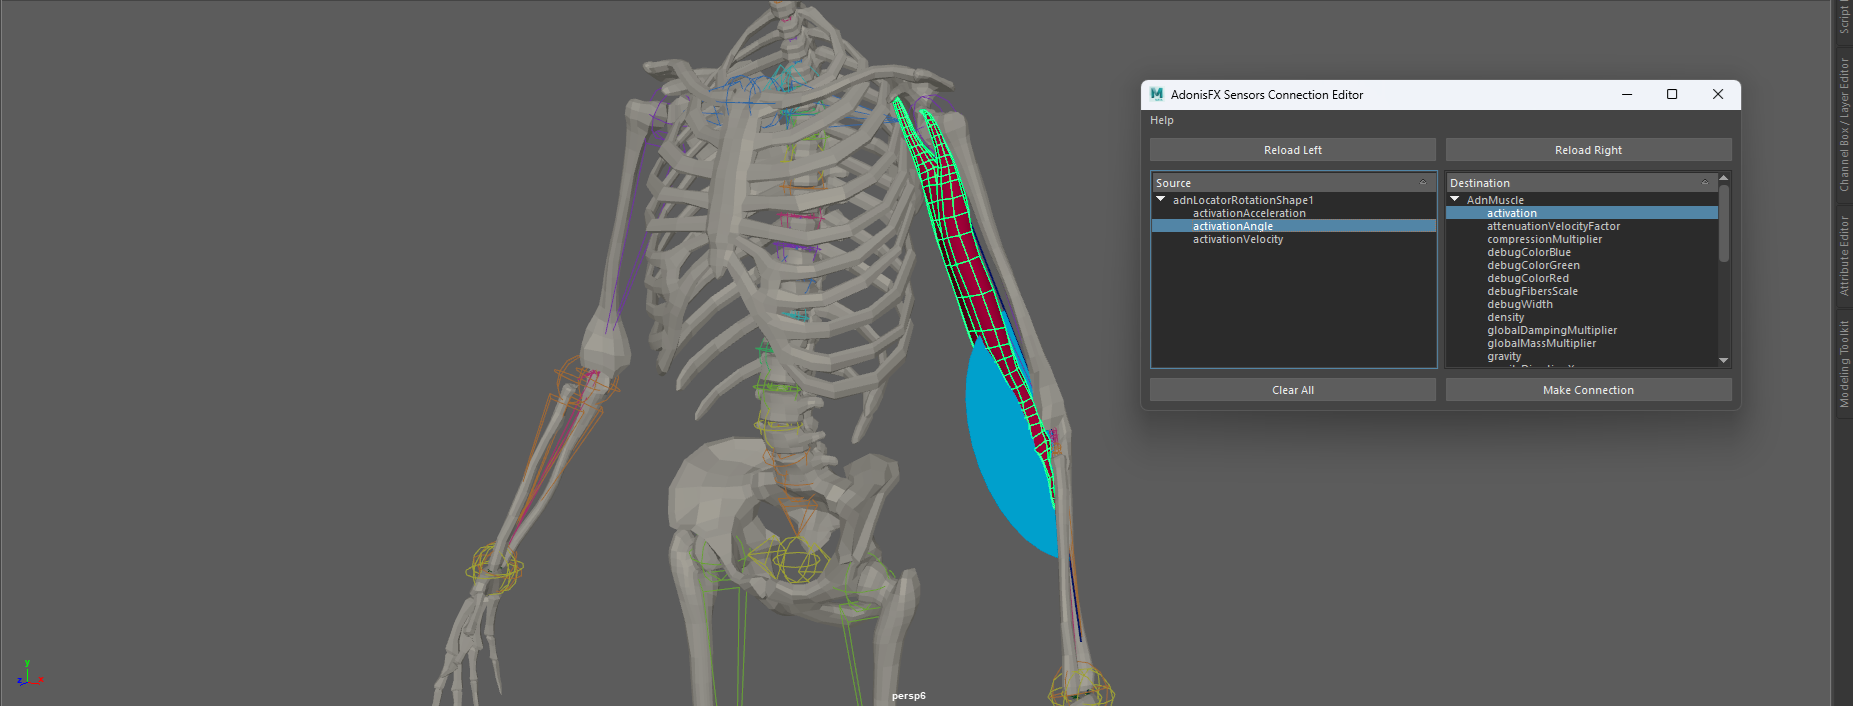 AdonisFX Sensors Connection Editor
Help
Reload Left
Reload Right
Source
adnLocatorRotationShape1
activationAcceleration
activationAngle
activationVelocity
Destination
AdnMuscle
activation
attenuationVelocityFactor
compressionMultiplier
debugColorBlue
debugColorGreen
debugColorRed
debugFibersScale
debugWidth
density
globalDampingMultiplier
globalMassMultiplier
gravity
Clear All
Make Connection
Script
Channel Box / Layer Editor
Attribute Editor
Modeling Toolkit
persp6
y
z
x